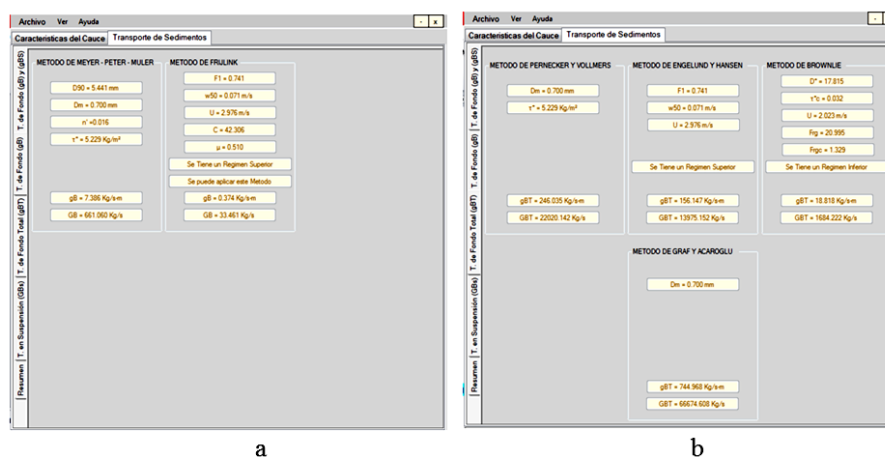 Archivo Ver Ayuda
- x
Caracteristicas del Cauce Transporte de Sedimentos
T. de Fondo (gB) y (gBS)
T. de Fondo (gB)
T. de Fondo Total (gBT)
T. en Suspensión (GBs)
Resumen
METODO DE MEYER - PETER - MULER
D90 = 5.441 mm
Dm = 0.700 mm
n' =0.016
τ* = 5.229 Kg/m²
gB = 7.386 Kg/s-m
GB = 661.060 Kg/s
METODO DE FRIJLINK
F1 = 0.741
w50 = 0.071 m/s
U = 2.976 m/s
C = 42.306
μ = 0.510
Se Tiene un Regimen Superior
Se puede aplicar este Metodo
gB = 0.374 Kg/s-m
GB = 33.461 Kg/s
a
Archivo Ver Ayuda
-
Caracteristicas del Cauce Transporte de Sedimentos
T. de Fondo (gB) y (gBS)
T. de Fondo (gB)
T. de Fondo Total (gBT)
T. en Suspensión (GBs)
Resumen
METODO DE PERNECKER Y VOLLMERS
Dm = 0.700 mm
τ* = 5.229 Kg/m²
gBT = 246.035 Kg/s-m
GBT = 22020.142 Kg/s
METODO DE ENGELUND Y HANSEN
F1 = 0.741
w50 = 0.071 m/s
U = 2.976 m/s
Se Tiene un Regimen Superior
gBT = 156.147 Kg/s-m
GBT = 13975.152 Kg/s
METODO DE BROWNLIE
D* = 17.815
τ*c = 0.032
U = 2.023 m/s
Frg = 20.995
Frgc = 1.329
Se Tiene un Regimen Inferior
gBT = 18.818 Kg/s-m
GBT = 1684.222 Kg/s
METODO DE GRAF Y ACAROGLU
Dm = 0.700 mm
gBT = 744.968 Kg/s-m
GBT = 66674.608 Kg/s
b